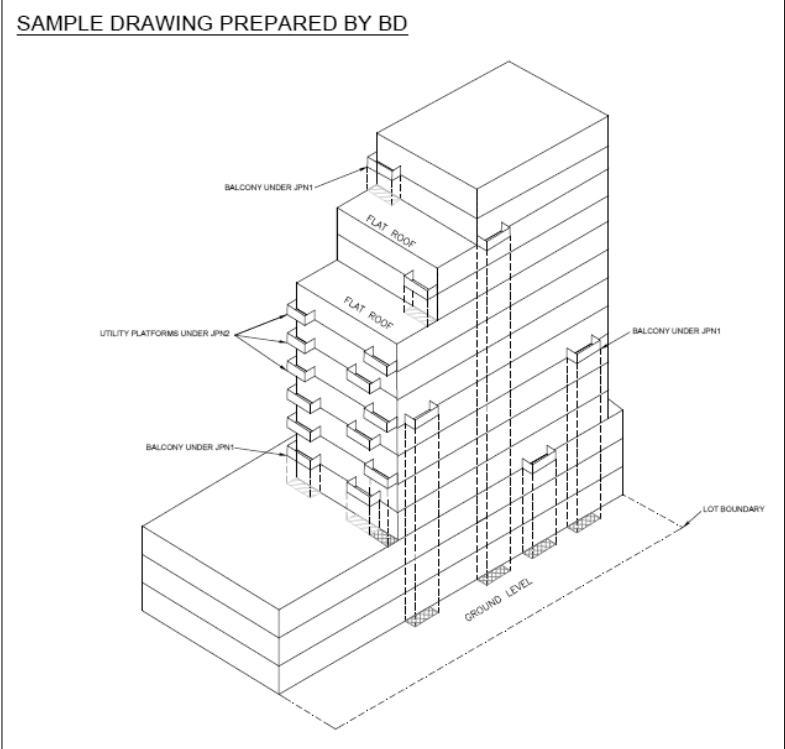 SAMPLE DRAWING PREPARED BY BD
BALCONY UNDER JPN1
FLAT ROOF
FLAT ROOF
UTILITY PLATFORMS UNDER JPN2
BALCONY UNDER JPN1
BALCONY UNDER JPN1
LOT BOUNDARY
GROUND LEVEL